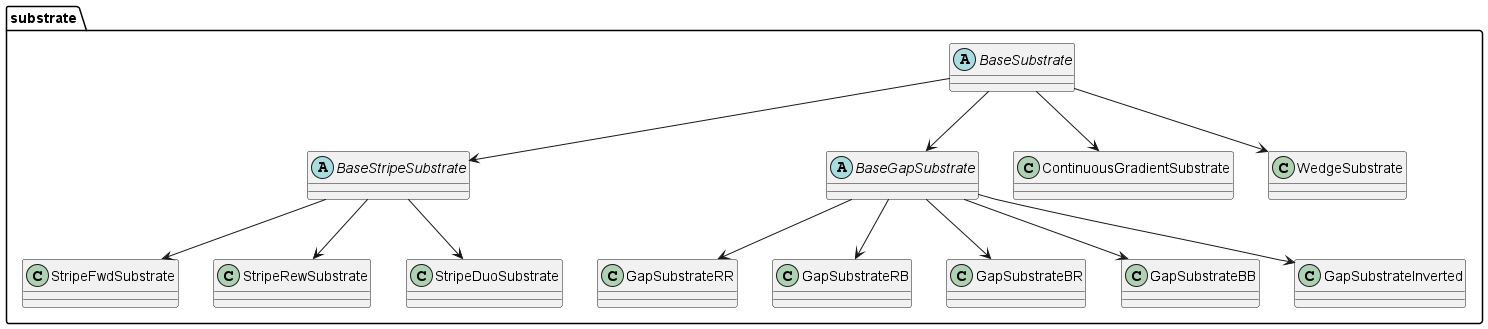 substrate
A BaseSubstrate
A BaseStripeSubstrate
A BaseGapSubstrate
C ContinuousGradientSubstrate
C WedgeSubstrate
C StripeFwdSubstrate
C StripeRewSubstrate
C StripeDuoSubstrate
C GapSubstrateRR
C GapSubstrateRB
C GapSubstrateBR
C GapSubstrateBB
C GapSubstrateInverted